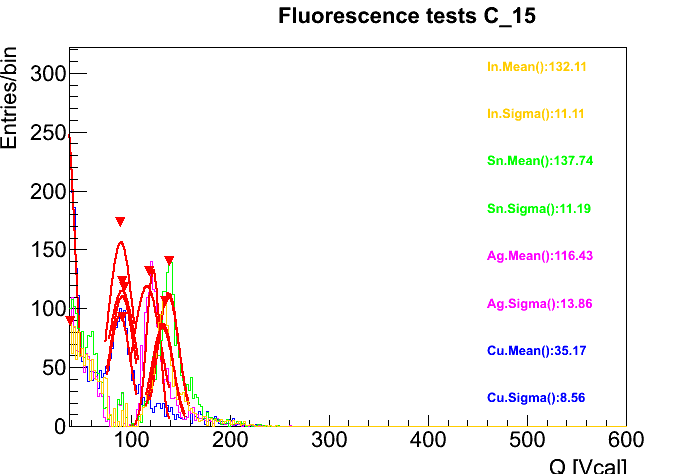 Fluorescence tests C_15
Entries/bin
300
250
200
150
100
50
0
In.Mean():132.11
In.Sigma():11.11
Sn.Mean():137.74
Sn.Sigma():11.19
Ag.Mean():116.43
Ag.Sigma():13.86
Cu.Mean():35.17
Cu.Sigma():8.56
100 200 300 400 500 600
Q [Vcal]